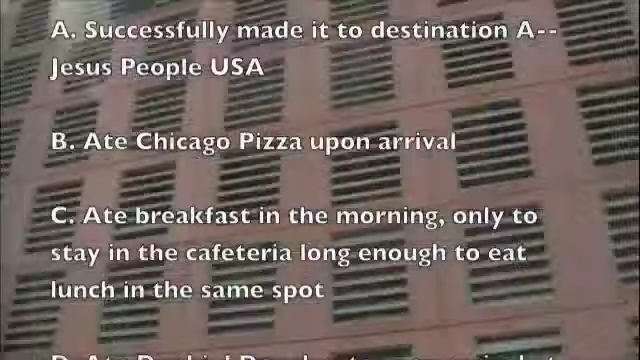 A. Successfully made it to destination A--
Jesus People USA
B. Ate Chicago Pizza upon arrival
C. Ate breakfast in the morning, only to
stay in the cafeteria long enough to eat
lunch in the same spot
D. Ate